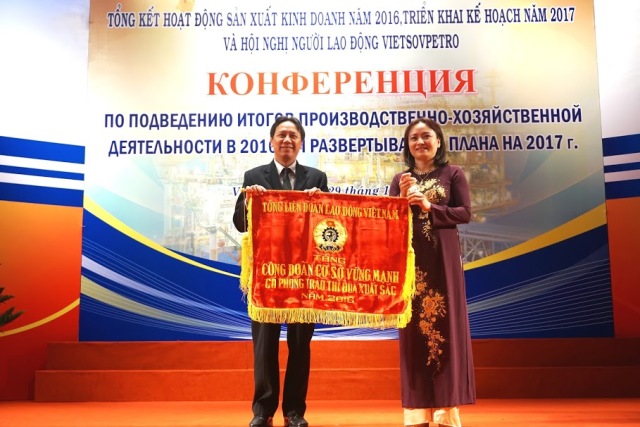 TỔNG KẾT HOẠT ĐỘNG SẢN XUẤT KINH DOANH NĂM 2016,TRIỂN KHAI KẾ HOẠCH NĂM 2017
VÀ HỘI NGHỊ NGƯỜI LAO ĐỘNG VIETSOVPETRO
КОНФЕРЕНЦИЯ
ПО ПОДВЕДЕНИЮ ИТОГОВ ПРОИЗВОДСТВЕННО-ХОЗЯЙСТВЕННОЙ
ДЕЯТЕЛЬНОСТИ В 2016 ПЛАНА НА 2017 г.
29
TỔNG LIÊN ĐOÀN LAO ĐỘNG VIỆT NAM
TẶNG
CÔNG ĐOÀN CƠ SỞ VỮNG MẠNH
CÓ PHONG TRÀO THI ĐUA XUẤT SẮC
NĂM 2016